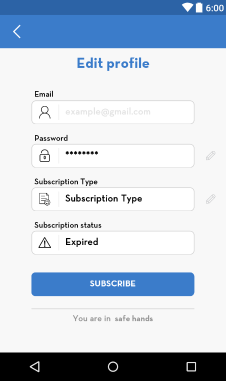 6:00
Edit profile
Email
example@gmail.com
Password
********
Subscription Type
Subscription Type
Subscription status
Expired
SUBSCRIBE
You are in safe hands